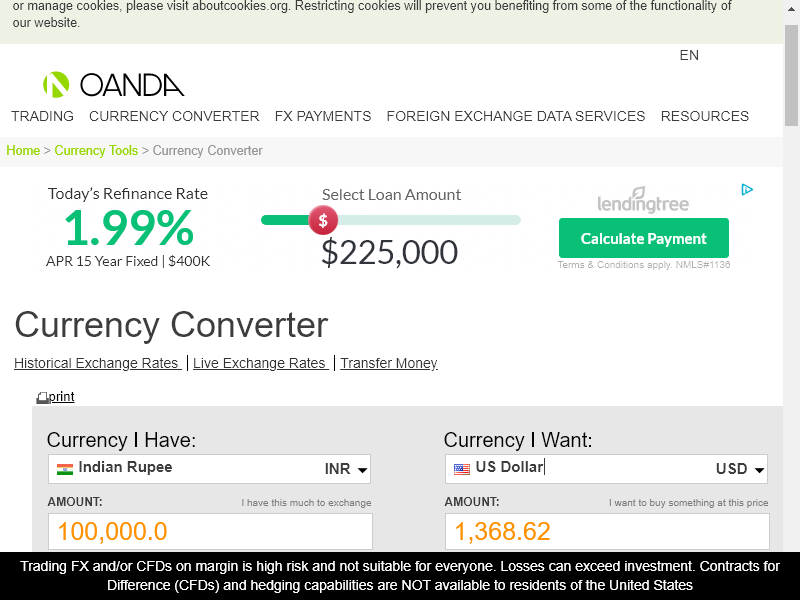 or manage cookies, please visit aboutcookies.org. Restricting cookies will prevent you benefiting from some of the functionality of
our website.
EN
OANDA
TRADING CURRENCY CONVERTER FX PAYMENTS FOREIGN EXCHANGE DATA SERVICES RESOURCES
Home > Currency Tools > Currency Converter
Today's Refinance Rate
1.99%
APR 15 Year Fixed | $400K
Select Loan Amount
$
$225,000
lendingtree
Calculate Payment
Terms & Conditions apply. NMLS#1136
Currency Converter
Historical Exchange Rates | Live Exchange Rates | Transfer Money
print
Currency I Have:
Indian Rupee INR
AMOUNT: I have this much to exchange
100,000.0
Currency I Want:
US Dollar USD
AMOUNT: I want to buy something at this price
1,368.62
Trading FX and/or CFDs on margin is high risk and not suitable for everyone. Losses can exceed investment. Contracts for
Difference (CFDs) and hedging capabilities are NOT available to residents of the United States